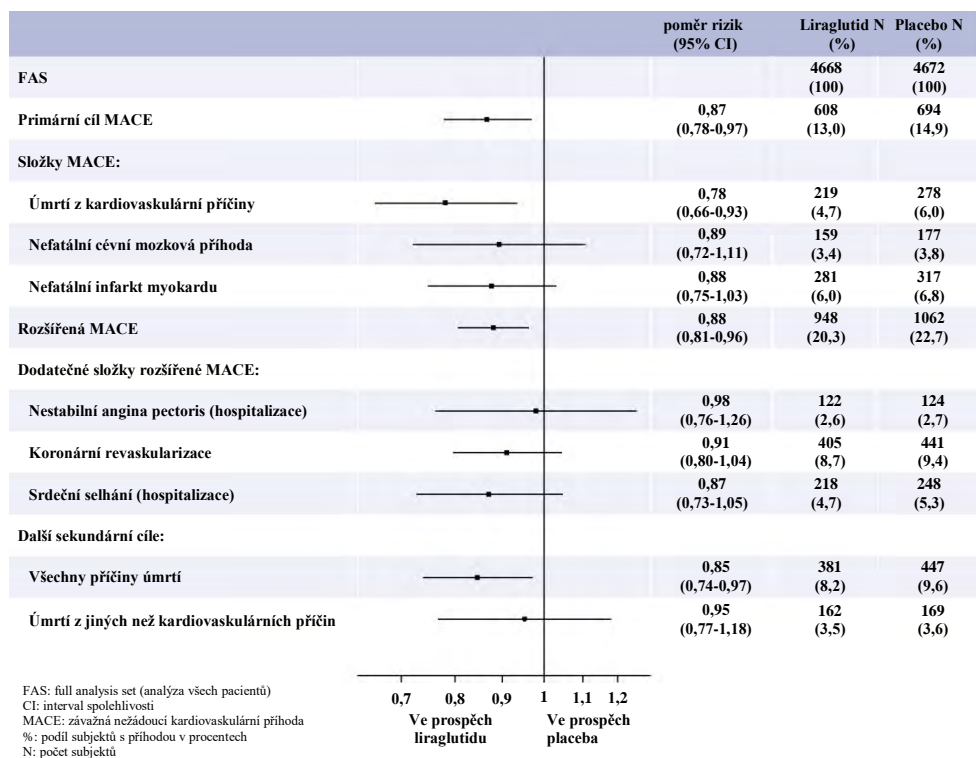 poměr rizik Liraglutid N Placebo N
(95% CI) (%) (%)
FAS 4668 4672
(100) (100)
Primární cíl MACE 0,87 608 694
(0,78-0,97) (13,0) (14,9)
Složky MACE:
Úmrtí z kardiovaskulární příčiny 0,78 219 278
(0,66-0,93) (4,7) (6,0)
Nefatální cévní mozková příhoda 0,89 159 177
(0,72-1,11) (3,4) (3,8)
Nefatální infarkt myokardu 0,88 281 317
(0,75-1,03) (6,0) (6,8)
Rozšířená MACE 0,88 948 1062
(0,81-0,96) (20,3) (22,7)
Dodatečné složky rozšířené MACE:
Nestabilní angina pectoris (hospitalizace) 0,98 122 124
(0,76-1,26) (2,6) (2,7)
Koronární revaskularizace 0,91 405 441
(0,80-1,04) (8,7) (9,4)
Srdeční selhání (hospitalizace) 0,87 218 248
(0,73-1,05) (4,7) (5,3)
Další sekundární cíle:
Všechny příčiny úmrtí 0,85 381 447
(0,74-0,97) (8,2) (9,6)
Úmrtí z jiných než kardiovaskulárních příčin 0,95 162 169
(0,77-1,18) (3,5) (3,6)
0,7 0,8 0,9 1 1,1 1,2
Ve prospěch Ve prospěch
liraglutidu placeba
FAS: full analysis set (analýza všech pacientů)
CI: interval spolehlivosti
MACE: závažná nežádoucí kardiovaskulární příhoda
%: podíl subjektů s příhodou v procentech
N: počet subjektů